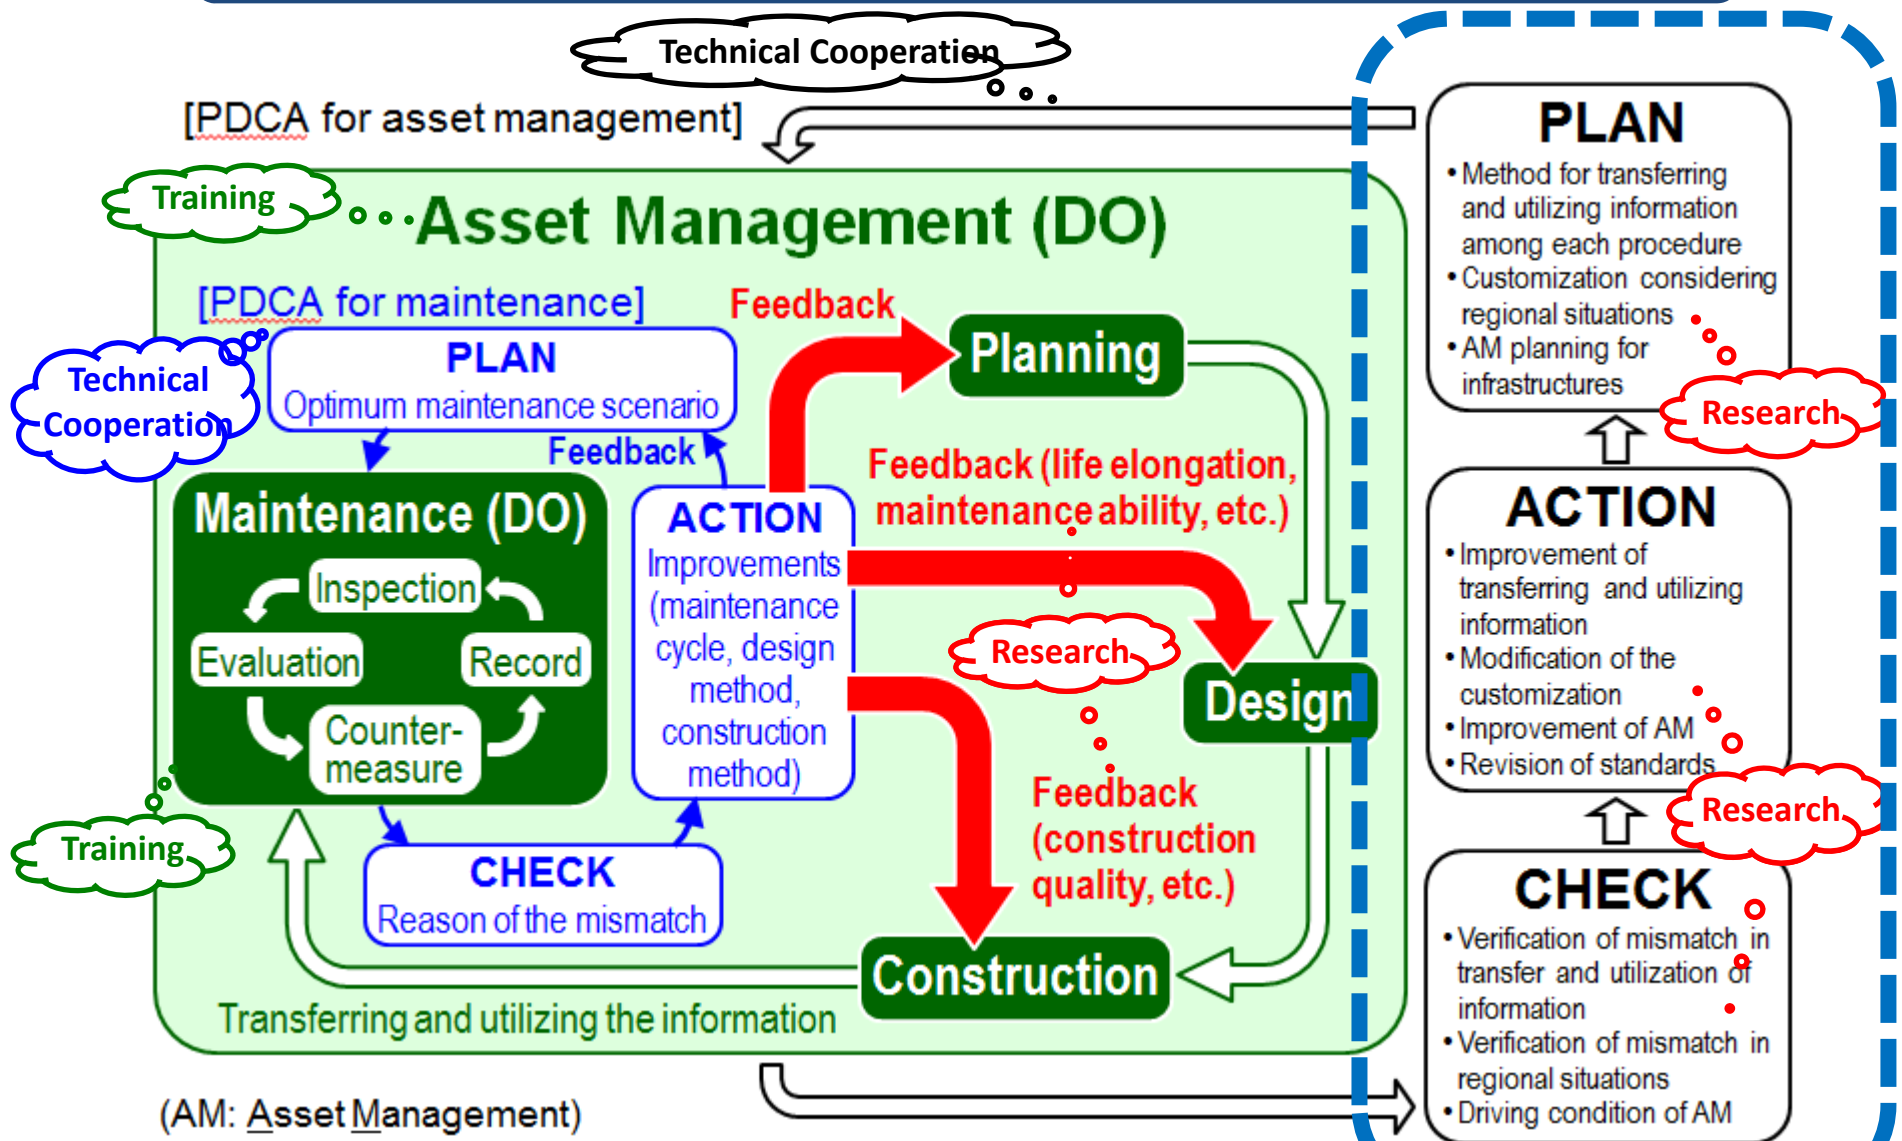 Technical Cooperation
[PDCA for asset management]
Training
Asset Management (DO)
[PDCA for maintenance]
Technical
Cooperation
PLAN
Optimum maintenance scenario
Feedback
Maintenance (DO)
Inspection
Evaluation
Record
Counter-
measure
Training
CHECK
Reason of the mismatch
ACTION
Improvements
(maintenance
cycle, design
method,
construction
method)
Feedback
Planning
Feedback (life elongation,
maintenance ability, etc.)
Research
Design
Feedback
(construction
quality, etc.)
Construction
Transferring and utilizing the information
(AM: Asset Management)
PLAN
• Method for transferring
and utilizing information
among each procedure
• Customization considering
regional situations
• AM planning for
infrastructures
Research
ACTION
• Improvement of
transferring and utilizing
information
• Modification of the
customization
• Improvement of AM
• Revision of standards
Research
CHECK
• Verification of mismatch in
transfer and utilization of
information
• Verification of mismatch in
regional situations
• Driving condition of AM